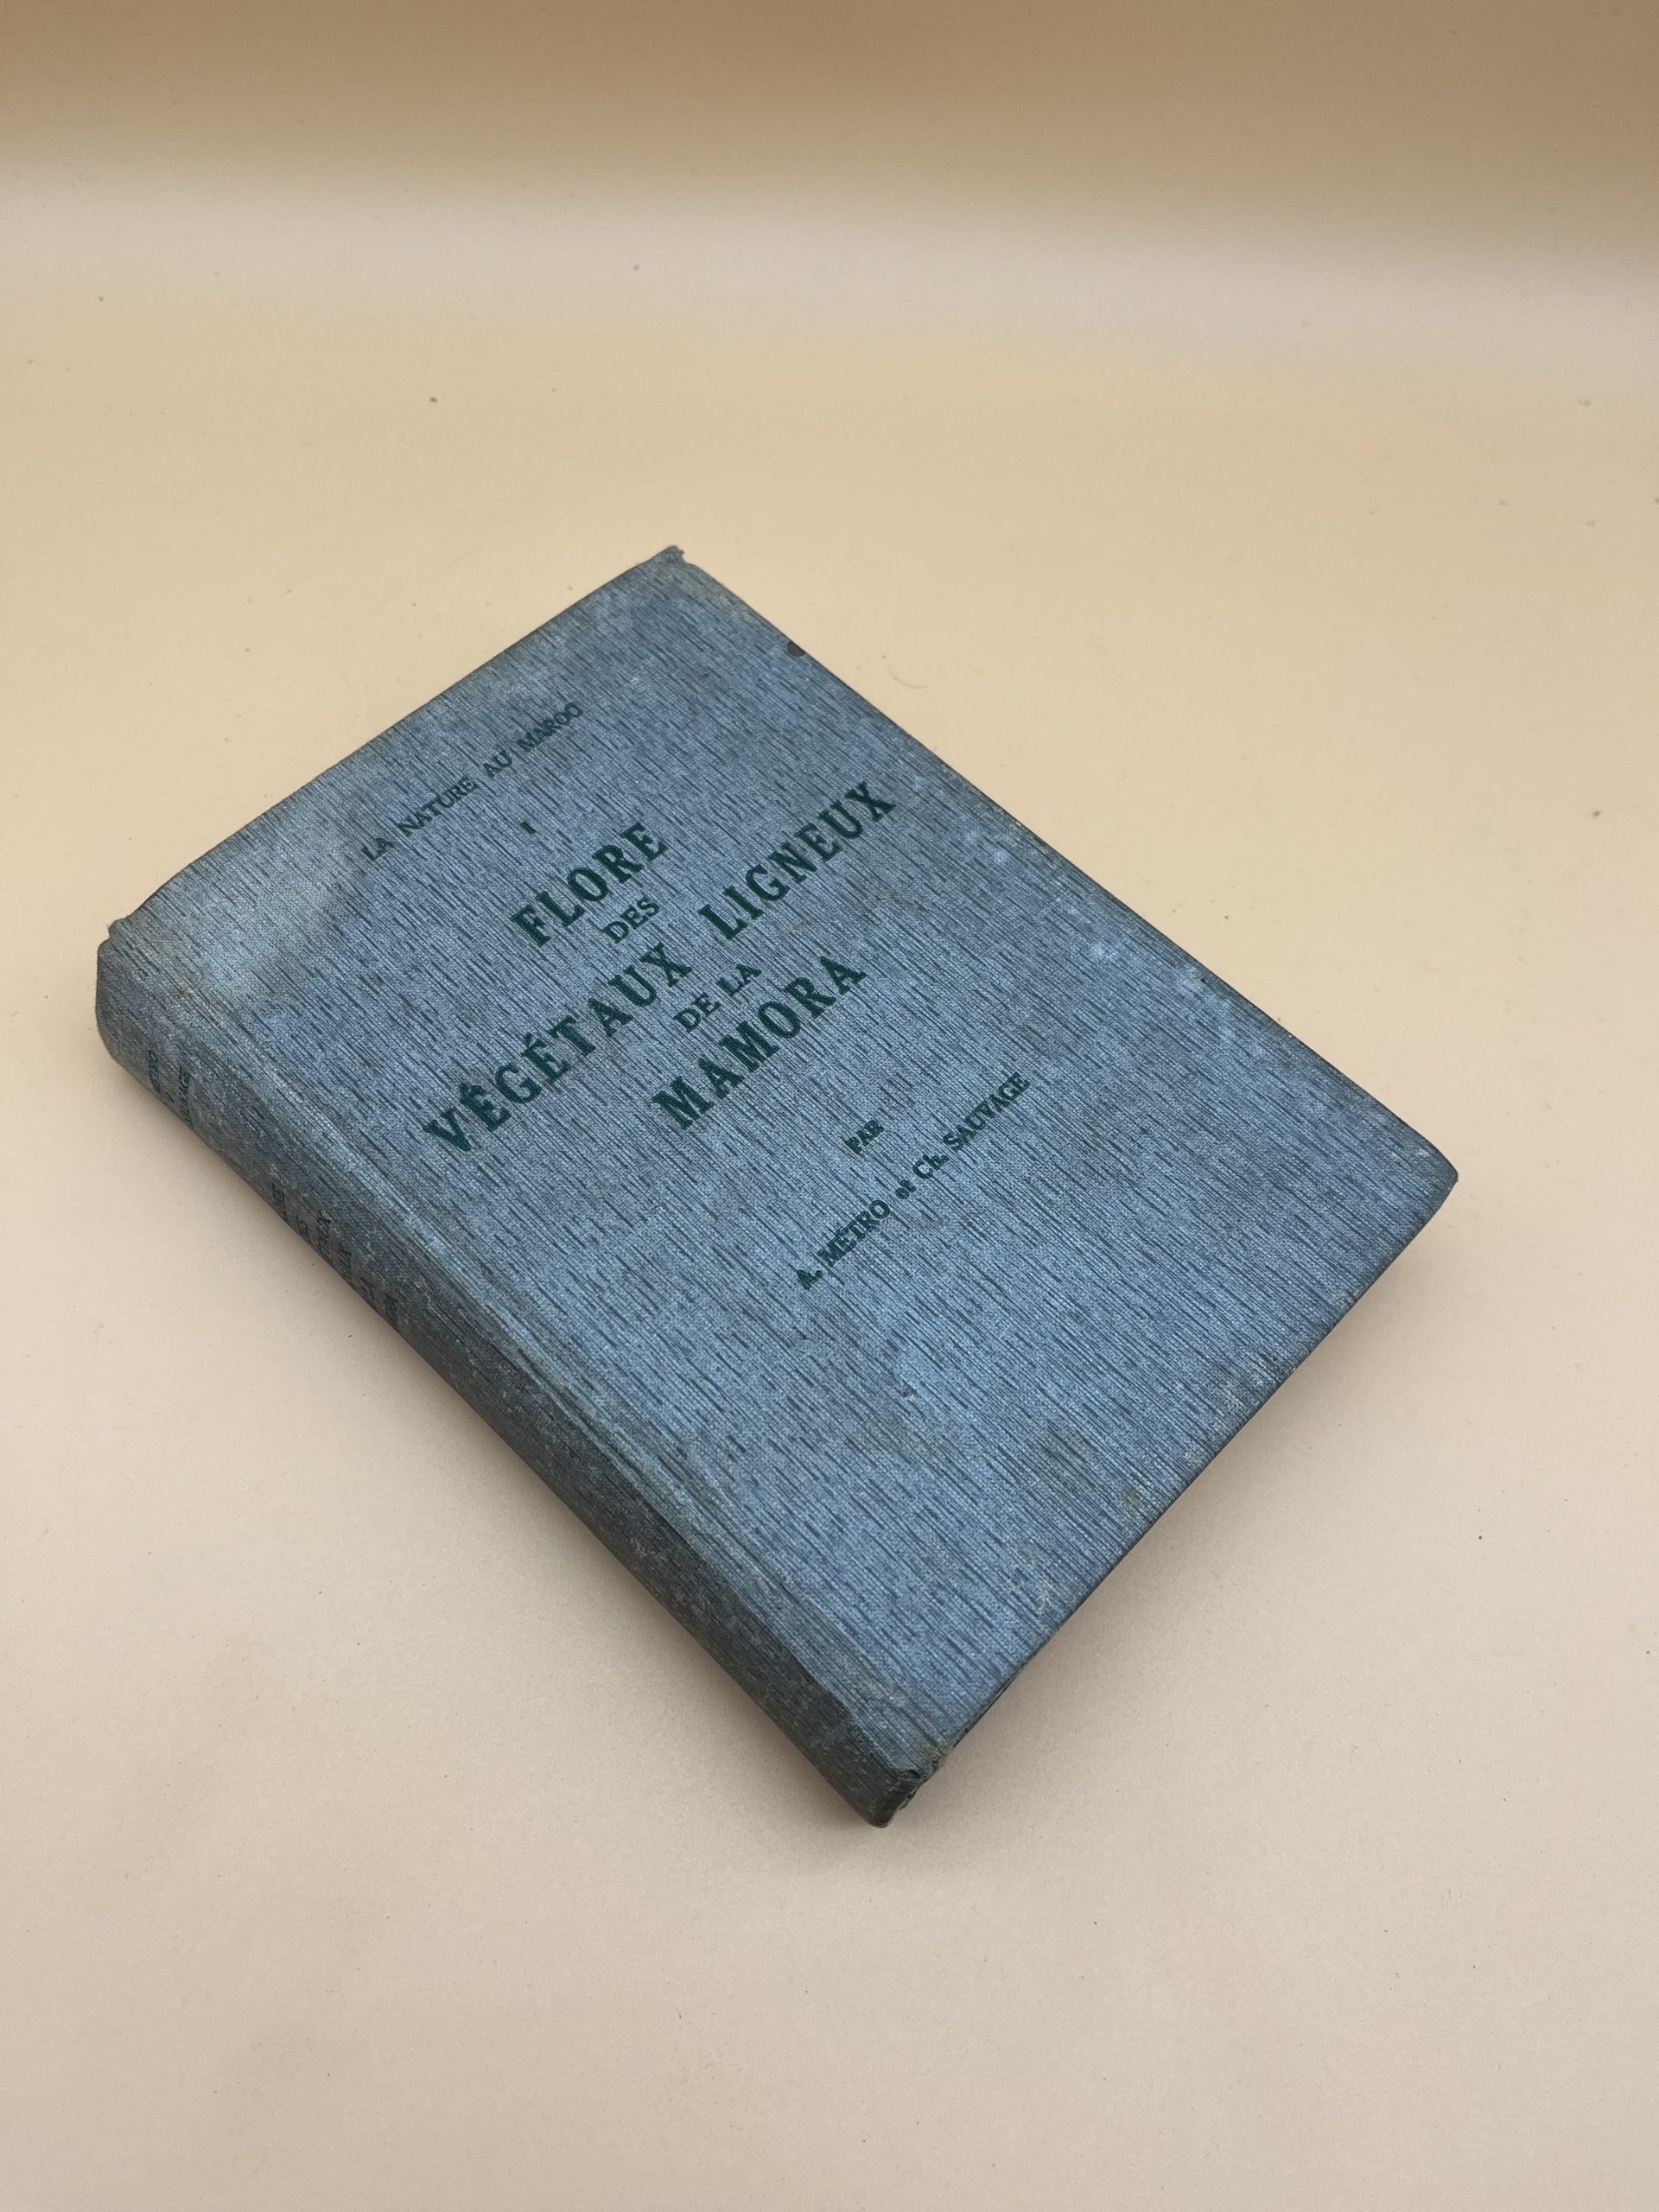 LA NATURE AU MAROC
I
FLORE
DES
VÉGÉTAUX LIGNEUX
DE LA
MAMORA
PAR
A. MÉTRO et Ch. SAUVAGE